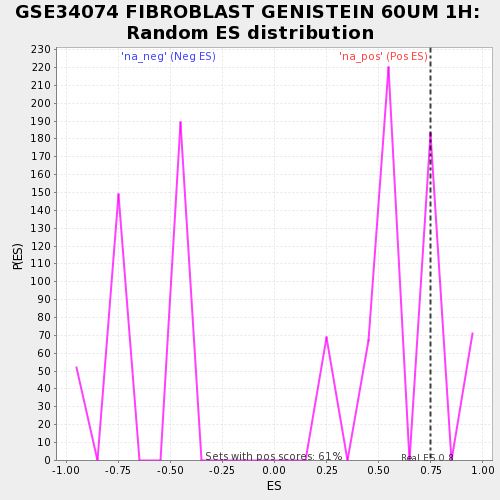 GSE34074 FIBROBLAST GENISTEIN 60UM 1H:
Random ES distribution
'na_neg' (Neg ES)
'na_pos' (Pos ES)
230
220
210
200
190
180
170
160
150
140
130
120
110
100
90
80
70
60
50
40
30
20
10
0
P(ES)
Sets with pos scores: 61%
Real ES 0.8
-1.00 -0.75 -0.50 -0.25 0.00 0.25 0.50 0.75 1.00
ES